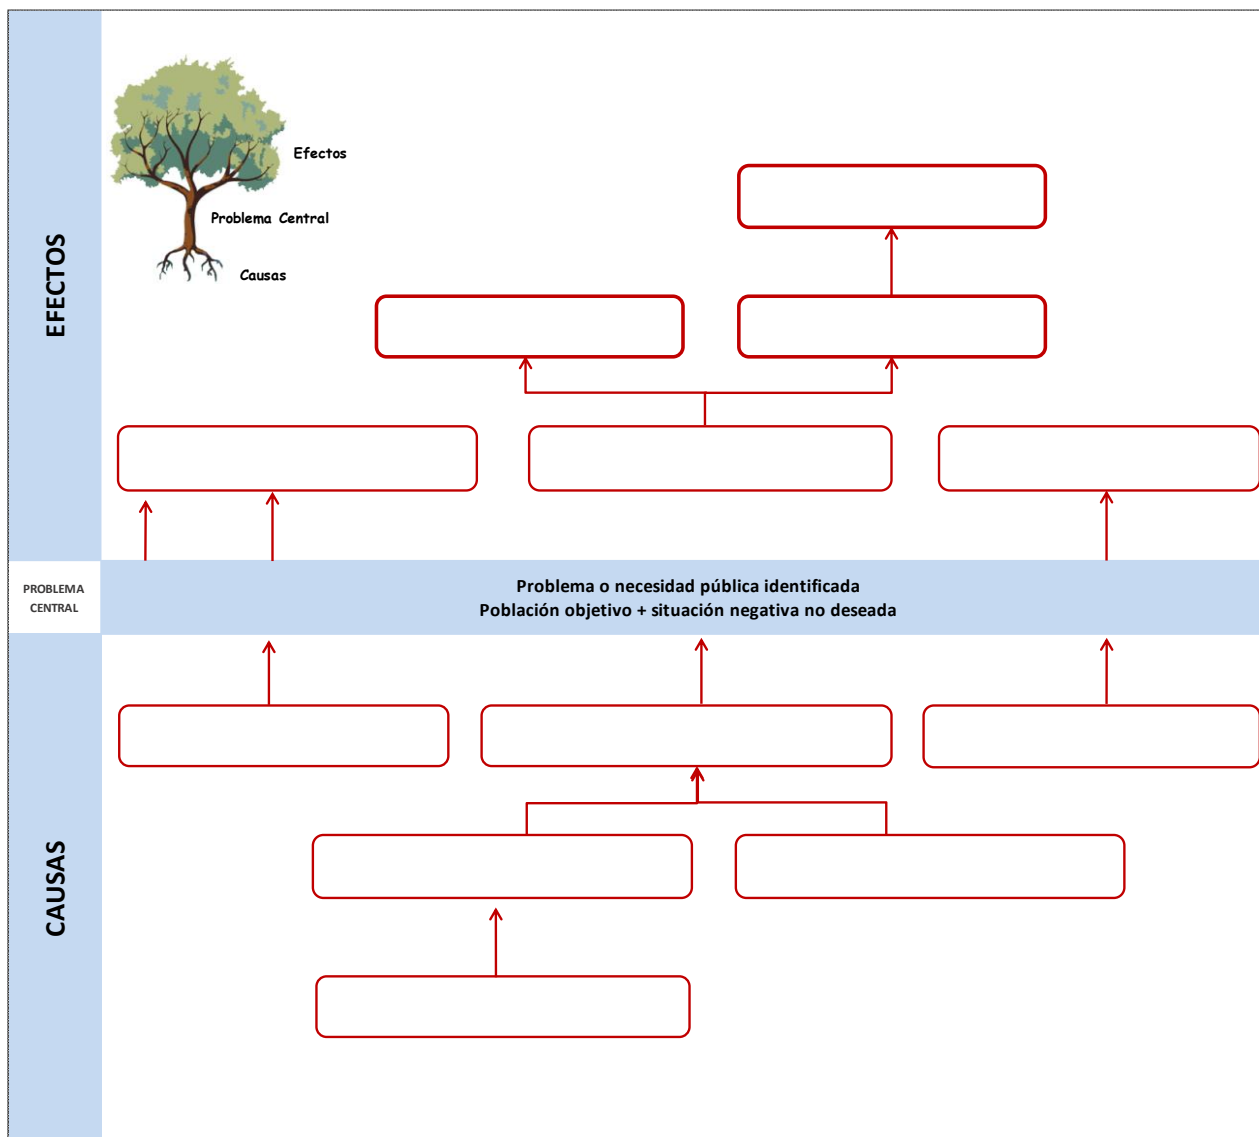 EFECTOS
Efectos
Problema Central
Causas
PROBLEMA
CENTRAL
Problema o necesidad pública identificada
Población objetivo + situación negativa no deseada
CAUSAS